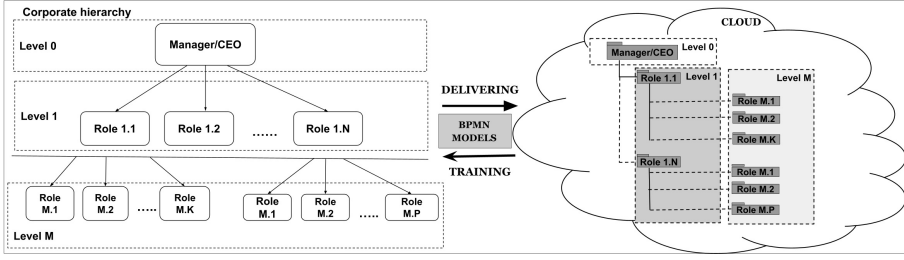 Corporate hierarchy
Level 0
Manager/CEO
Level 1
Role 1.1
Role 1.2
......
Role 1.N
Role
M.1
Role
M.2
.....
Role
M.K
Role
M.1
Role
M.2
.....
Role
M.P
Level M
DELIVERING
BPMN
MODELS
TRAINING
CLOUD
Manager/CEO
Level 0
Role 1.1
Level 1
Level M
Role M.1
Role M.2
Role M.K
Role 1.N
Role M.1
Role M.2
Role M.P